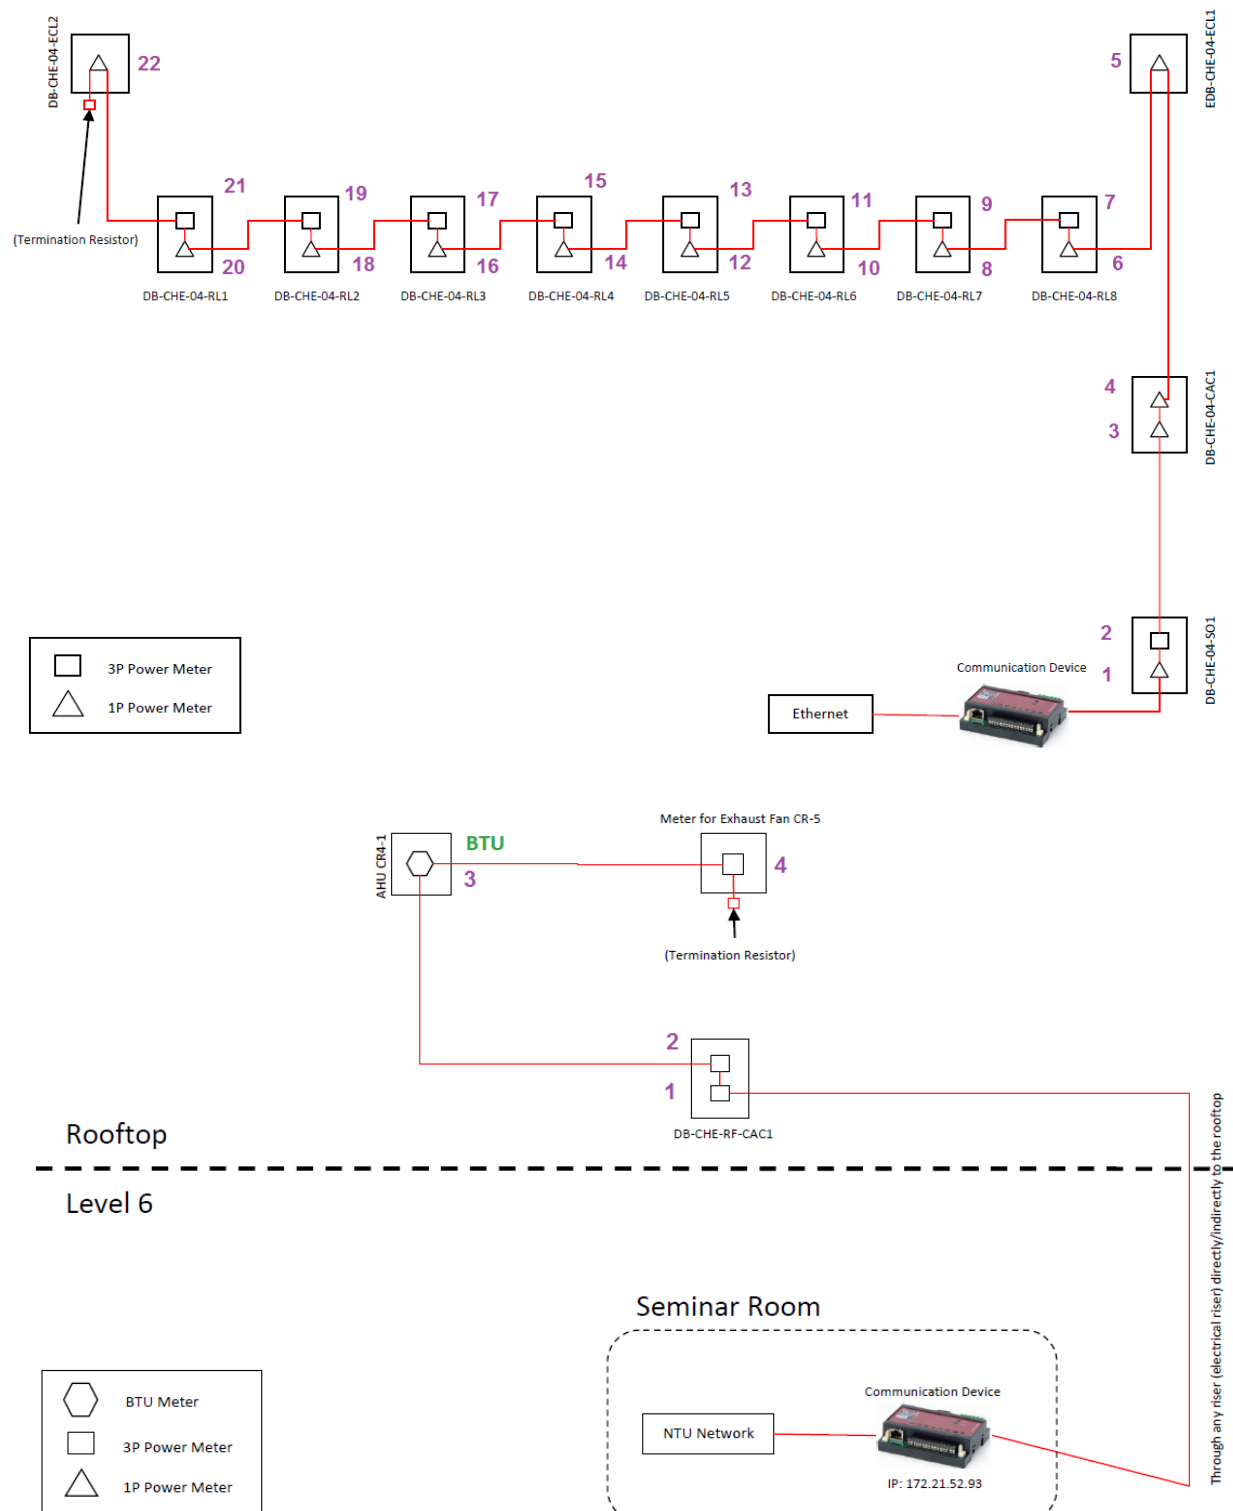 DB-CHE-04-ECL2
22
(Termination Resistor)
5
EDB-CHE-04-ECL1
21
20
DB-CHE-04-RL1
19
18
DB-CHE-04-RL2
17
16
DB-CHE-04-RL3
15
14
DB-CHE-04-RL4
13
12
DB-CHE-04-RL5
11
10
DB-CHE-04-RL6
9
8
DB-CHE-04-RL7
7
6
DB-CHE-04-RL8
4
3
DB-CHE-04-CAC1
2
1
DB-CHE-04-SO1
3P Power Meter
1P Power Meter
Communication Device
Ethernet
AHU CR4-1
BTU
3
Meter for Exhaust Fan CR-5
4
(Termination Resistor)
2
1
DB-CHE-RF-CAC1
Rooftop
Level 6
Through any riser (electrical riser) directly/indirectly to the rooftop
Seminar Room
Communication Device
NTU Network
IP: 172.21.52.93
BTU Meter
3P Power Meter
1P Power Meter